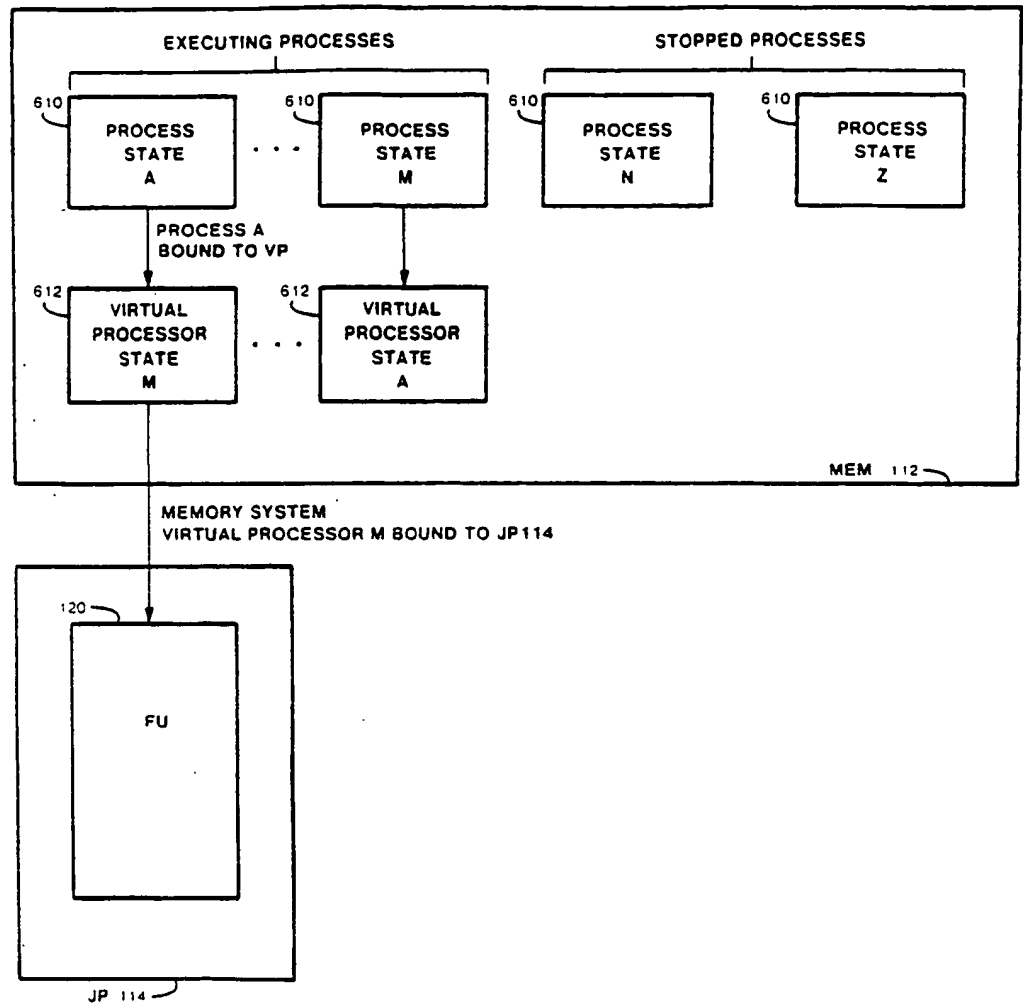 EXECUTING PROCESSES
STOPPED PROCESSES
610
PROCESS
STATE
A
. . .
610
PROCESS
STATE
M
610
PROCESS
STATE
N
610
PROCESS
STATE
Z
PROCESS A
BOUND TO VP
612
VIRTUAL
PROCESSOR
STATE
M
. . .
612
VIRTUAL
PROCESSOR
STATE
A
MEM 112
MEMORY SYSTEM
VIRTUAL PROCESSOR M BOUND TO JP114
120
FU
JP 114